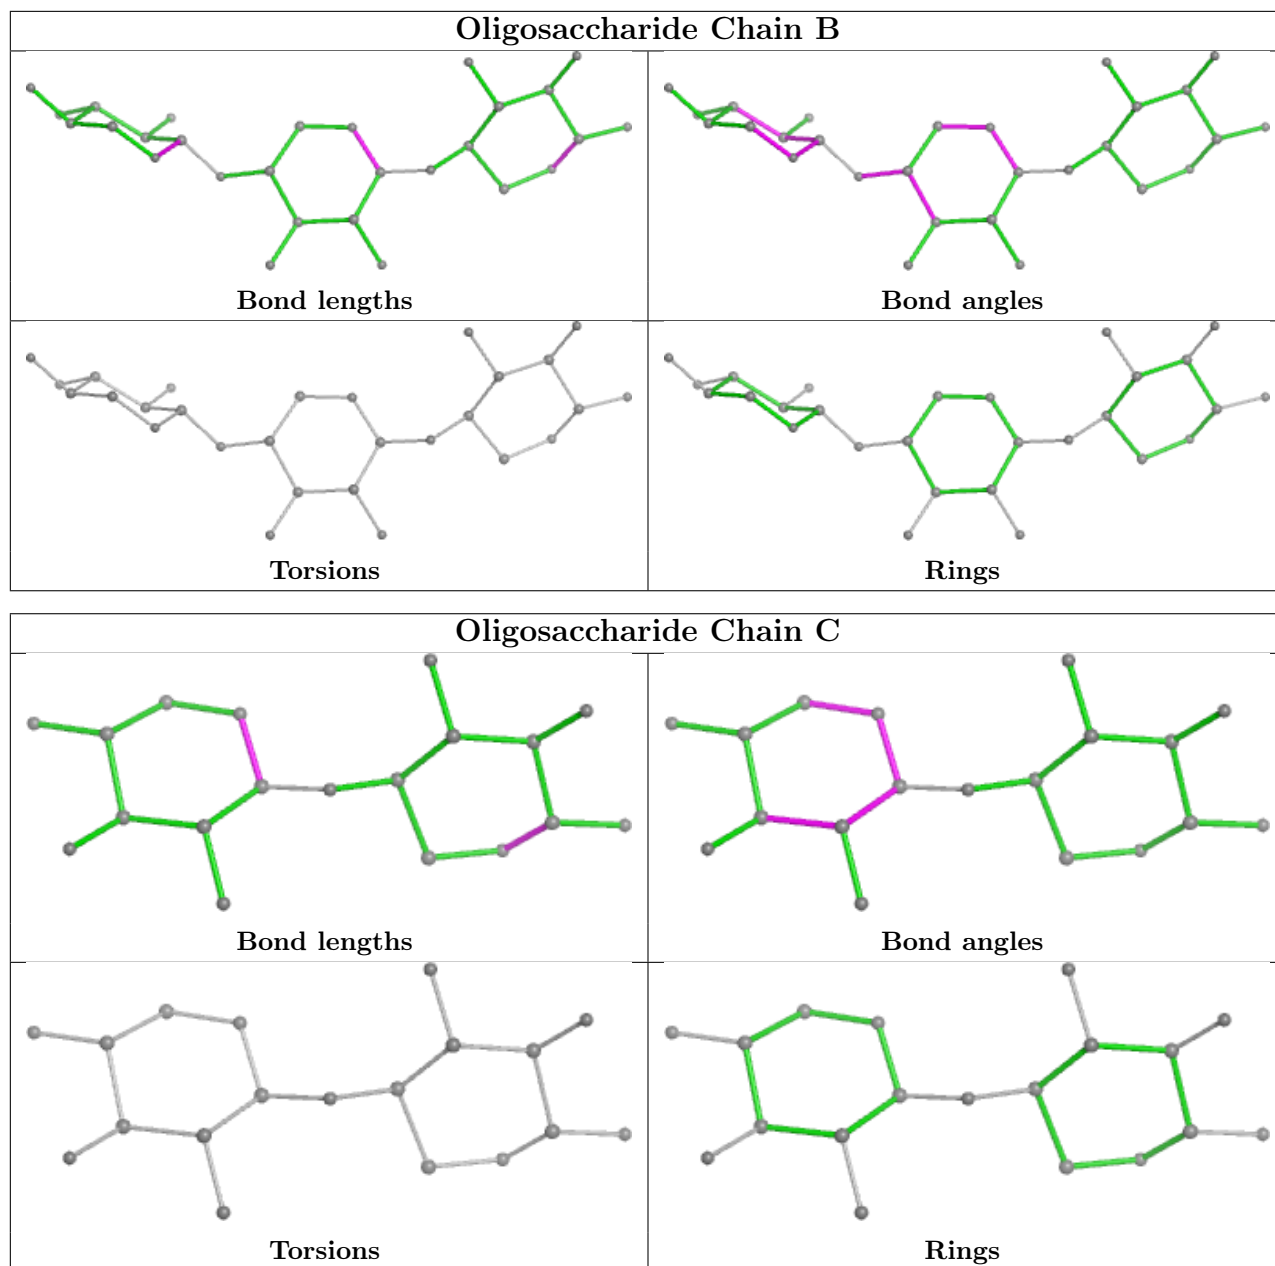 Oligosaccharide Chain B
Bond lengths
Bond angles
Torsions
Rings
Oligosaccharide Chain C
Bond lengths
Bond angles
Torsions
Rings